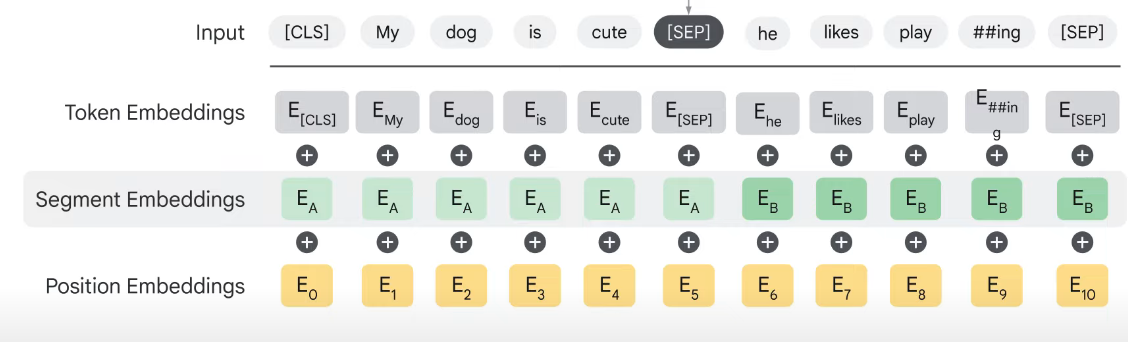 Input [CLS] My dog is cute [SEP] he likes play ##ing [SEP]
Token Embeddings E[CLS] EMy Edog Eis Ecute E[SEP] Ehe Elikes Eplay E##in
g E[SEP]
+ + + + + + + + + + +
Segment Embeddings EA EA EA EA EA EA EB EB EB EB EB
+ + + + + + + + + + +
Position Embeddings E0 E1 E2 E3 E4 E5 E6 E7 E8 E9 E10